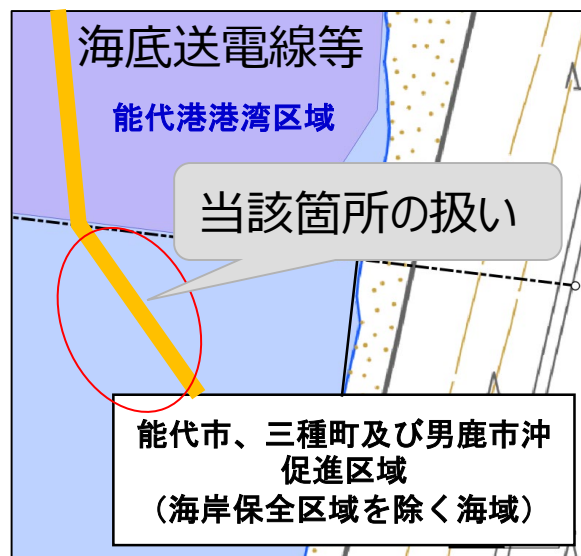 海底送電線等
能代港港湾区域
当該箇所の扱い
能代市、三種町及び男鹿市沖
促進区域
（海岸保全区域を除く海域）